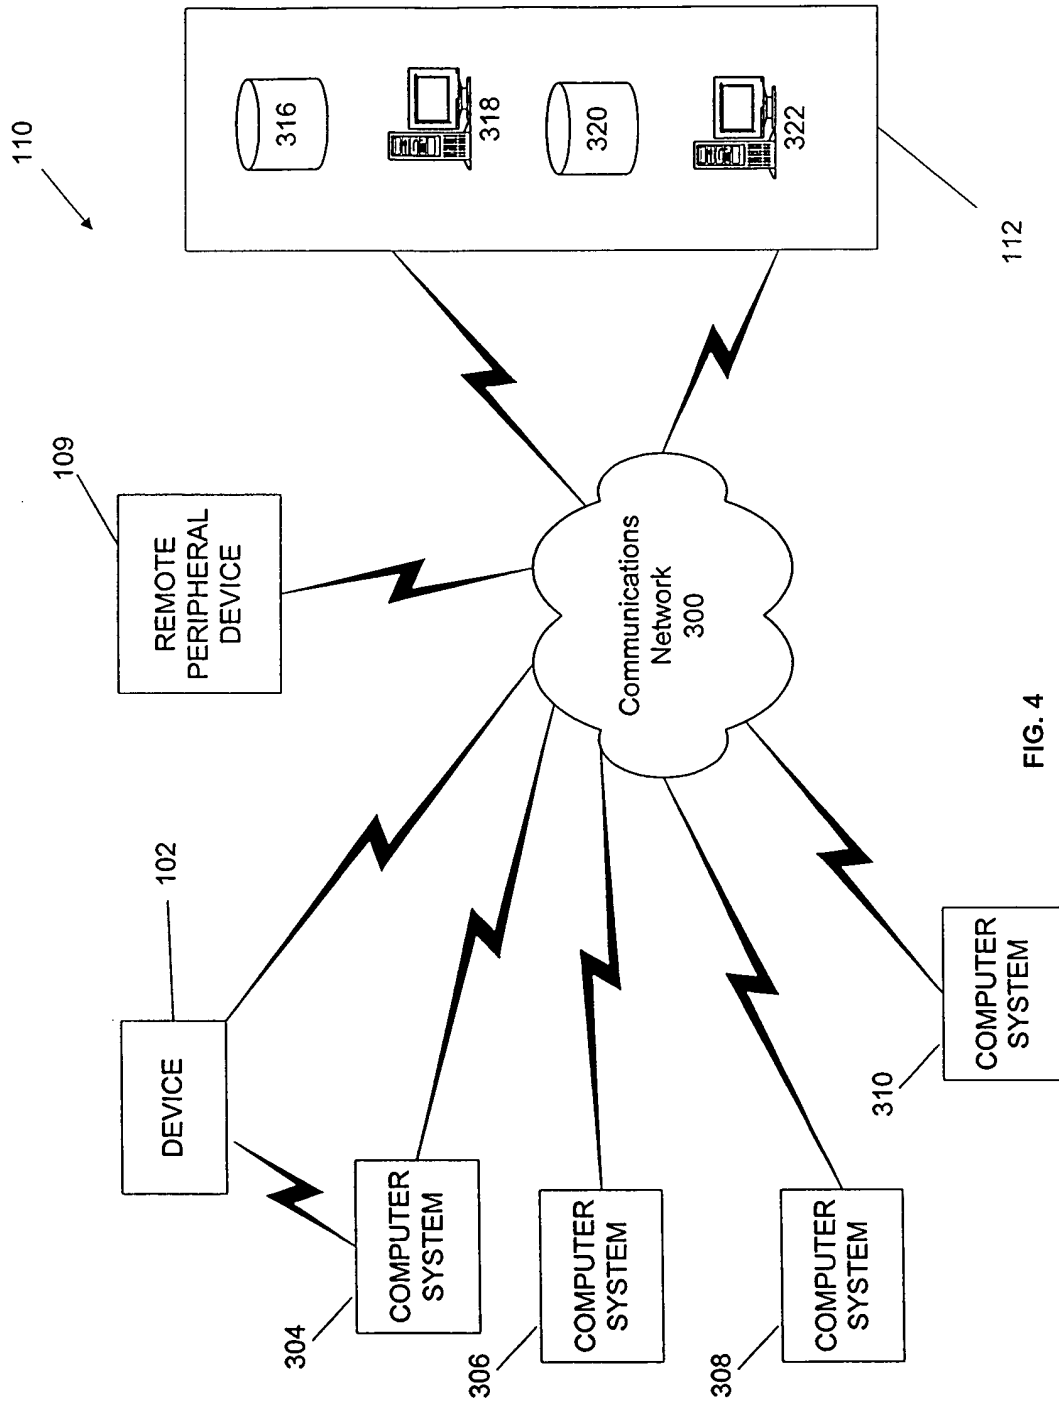 110
316
318
320
322
112
109
REMOTE
PERIPHERAL
DEVICE
Communications
Network
300
102
DEVICE
304
COMPUTER
SYSTEM
306
COMPUTER
SYSTEM
308
COMPUTER
SYSTEM
310
COMPUTER
SYSTEM
FIG. 4